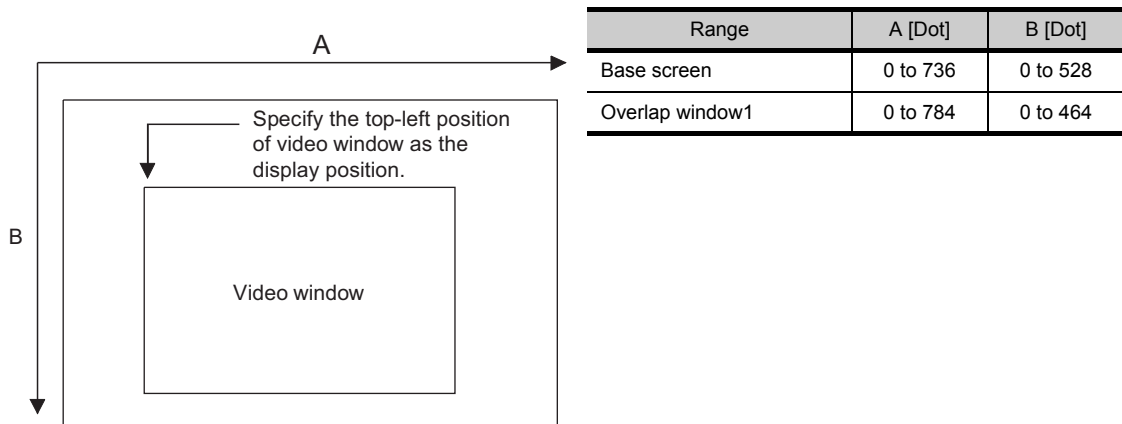 A
B
Specify the top-left position
of video window as the
display position.
Video window
Range A [Dot] B [Dot]
Base screen 0 to 736 0 to 528
Overlap window1 0 to 784 0 to 464